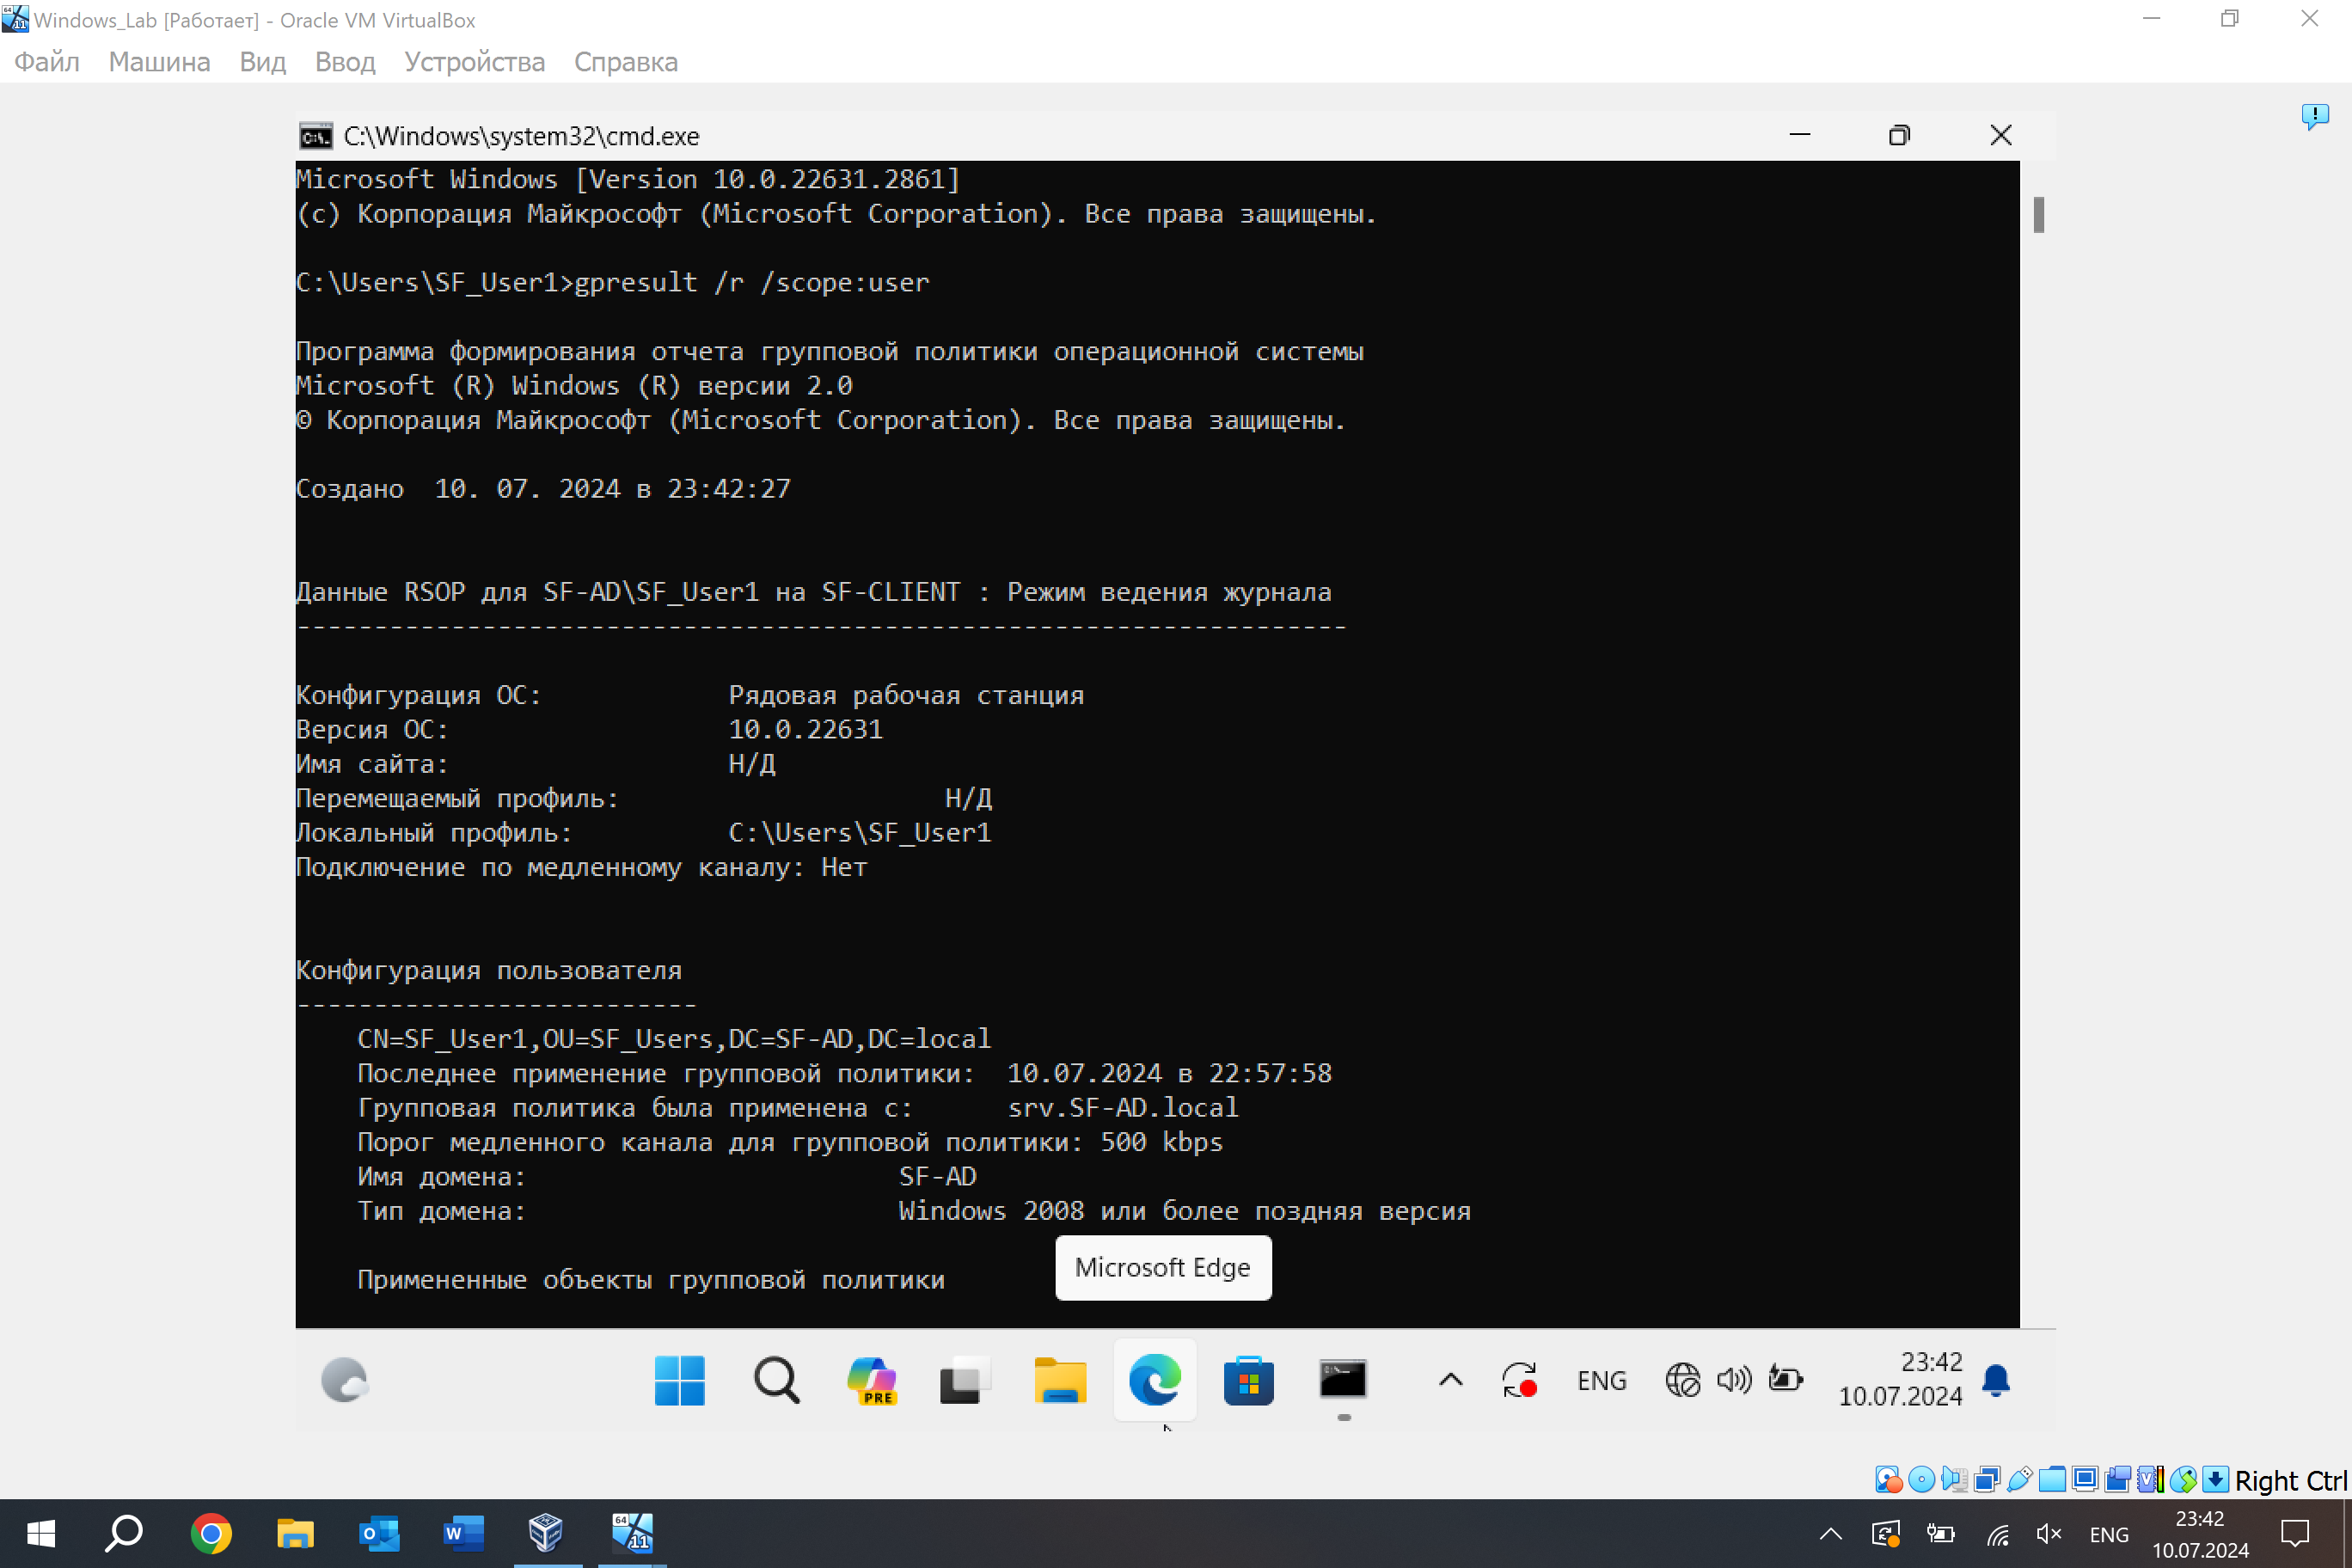 Windows_Lab [Работает] - Oracle VM VirtualBox
Файл Машина Вид Ввод Устройства Справка
C:\Windows\system32\cmd.exe
Microsoft Windows [Version 10.0.22631.2861]
(c) Корпорация Майкрософт (Microsoft Corporation). Все права защищены.
C:\Users\SF_User1>gpresult /r /scope:user
Программа формирования отчета групповой политики операционной системы
Microsoft (R) Windows (R) версии 2.0
© Корпорация Майкрософт (Microsoft Corporation). Все права защищены.
Создано 10. 07. 2024 в 23:42:27
Данные RSOP для SF-AD\SF_User1 на SF-CLIENT : Режим ведения журнала
--------------------------------------------------------------------
Конфигурация ОС: Рядовая рабочая станция
Версия ОС: 10.0.22631
Имя сайта: Н/Д
Перемещаемый профиль: Н/Д
Локальный профиль: C:\Users\SF_User1
Подключение по медленному каналу: Нет
Конфигурация пользователя
--------------------------
CN=SF_User1,OU=SF_Users,DC=SF-AD,DC=local
Последнее применение групповой политики: 10.07.2024 в 22:57:58
Групповая политика была применена с: srv.SF-AD.local
Порог медленного канала для групповой политики: 500 kbps
Имя домена: SF-AD
Тип домена: Windows 2008 или более поздняя версия
Примененные объекты групповой политики
Microsoft Edge
PRE
ENG
23:42
10.07.2024
Right Ctrl
64
11
ENG
23:42
10.07.2024